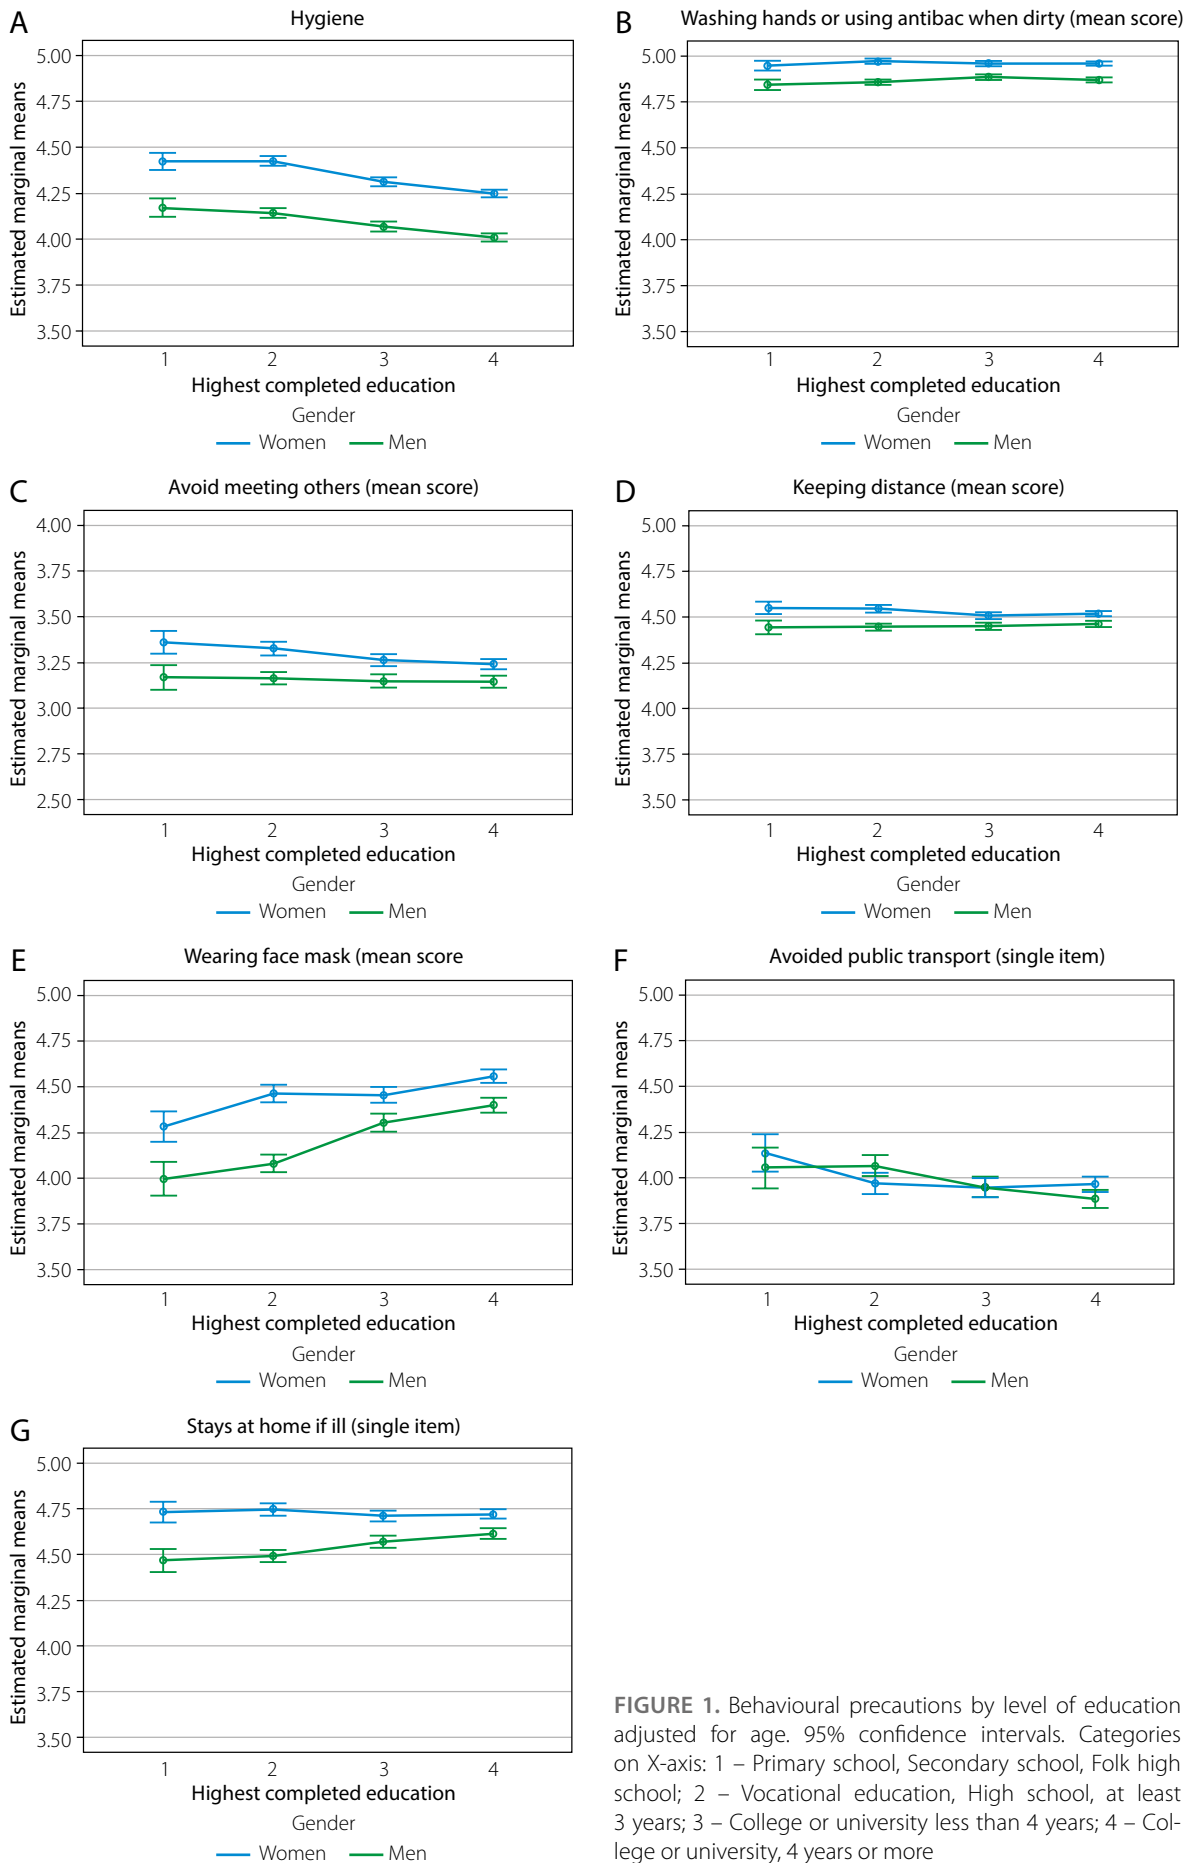 A
Hygiene
Estimated marginal means
5.00
4.75
4.50
4.25
4.00
3.75
3.50
1 2 3 4
Highest completed education
Gender
Women Men
B
Washing hands or using antibac when dirty (mean score)
Estimated marginal means
5.00
4.75
4.50
4.25
4.00
3.75
3.50
1 2 3 4
Highest completed education
Gender
Women Men
C
Avoid meeting others (mean score)
Estimated marginal means
4.00
3.75
3.50
3.25
3.00
2.75
2.50
1 2 3 4
Highest completed education
Gender
Women Men
D
Keeping distance (mean score)
Estimated marginal means
5.00
4.75
4.50
4.25
4.00
3.75
3.50
1 2 3 4
Highest completed education
Gender
Women Men
E
Wearing face mask (mean score
Estimated marginal means
5.00
4.75
4.50
4.25
4.00
3.75
3.50
1 2 3 4
Highest completed education
Gender
Women Men
F
Avoided public transport (single item)
Estimated marginal means
5.00
4.75
4.50
4.25
4.00
3.75
3.50
1 2 3 4
Highest completed education
Gender
Women Men
G
Stays at home if ill (single item)
Estimated marginal means
5.00
4.75
4.50
4.25
4.00
3.75
3.50
1 2 3 4
Highest completed education
Gender
Women Men
FIGURE 1. Behavioural precautions by level of education
adjusted for age. 95% confidence intervals. Categories
on X-axis: 1 – Primary school, Secondary school, Folk high
school; 2 – Vocational education, High school, at least
3 years; 3 – College or university less than 4 years; 4 – Col-
lege or university, 4 years or more